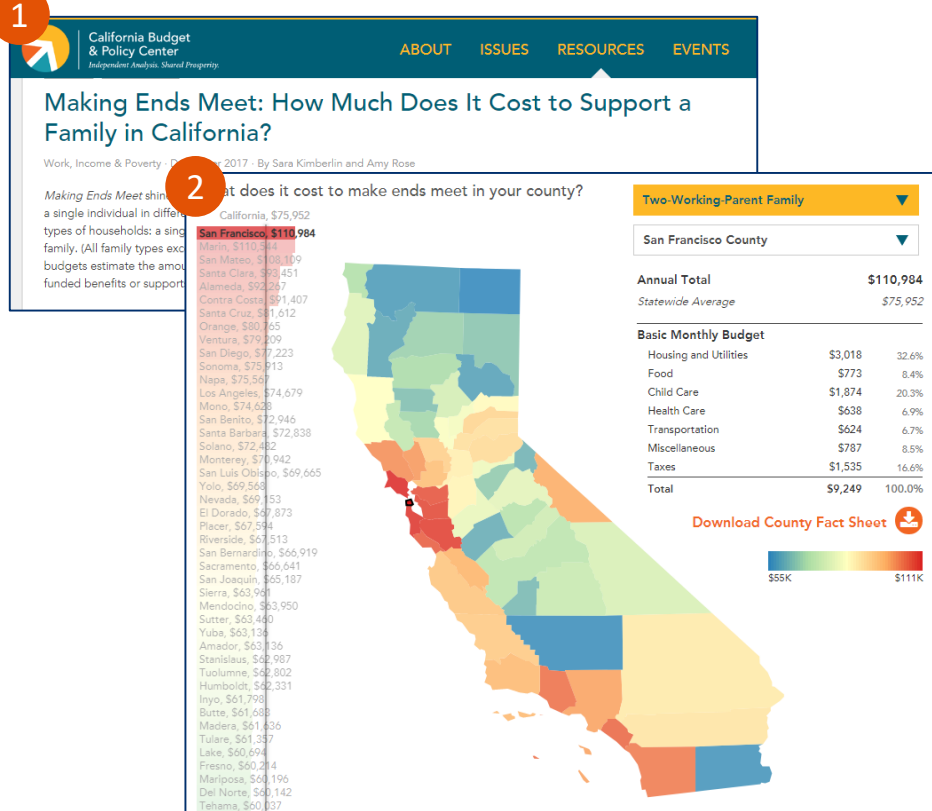 1
California Budget
& Policy Center
Independent Analysis. Shared Prosperity.
ABOUT ISSUES RESOURCES EVENTS
Making Ends Meet: How Much Does It Cost to Support a
Family in California?
Work, Income & Poverty · 2017 · By Sara Kimberlin and Amy Rose
Making Ends Meet
a single individual in
types of households: a
family. (All family types
budgets estimate the
funded benefits or support
2
does it cost to make ends meet in your county?
California, $75,952
San Francisco, $110,984
Marin, $110,544
San Mateo, $108,109
Santa Clara, $93,451
Alameda, $92,267
Contra Costa, $91,407
Santa Cruz, $81,612
Orange, $80,765
Ventura, $79,209
San Diego, $77,223
Sonoma, $75,913
Napa, $75,567
Los Angeles, $74,679
Mono, $74,628
San Benito, $72,946
Santa Barbara, $72,838
Solano, $72,482
Monterey, $70,942
San Luis Obispo, $69,665
Yolo, $69,568
Nevada, $69,153
El Dorado, $67,873
Placer, $67,594
Riverside, $67,513
San Bernardino, $66,919
Sacramento, $66,641
San Joaquin, $65,187
Sierra, $63,961
Mendocino, $63,950
Sutter, $63,460
Yuba, $63,136
Amador, $63,136
Stanislaus, $62,987
Tuolumne, $62,802
Humboldt, $62,331
Inyo, $61,798
Butte, $61,683
Madera, $61,636
Tulare, $61,357
Lake, $60,694
Fresno, $60,214
Mariposa, $60,196
Del Norte, $60,142
Tehama, $60,037
Two-Working-Parent Family
San Francisco County
Annual Total $110,984
Statewide Average $75,952
Basic Monthly Budget
Housing and Utilities $3,018 32.6%
Food $773 8.4%
Child Care $1,874 20.3%
Health Care $638 6.9%
Transportation $624 6.7%
Miscellaneous $787 8.5%
Taxes $1,535 16.6%
Total $9,249 100.0%
Download County Fact Sheet
$55K $111K